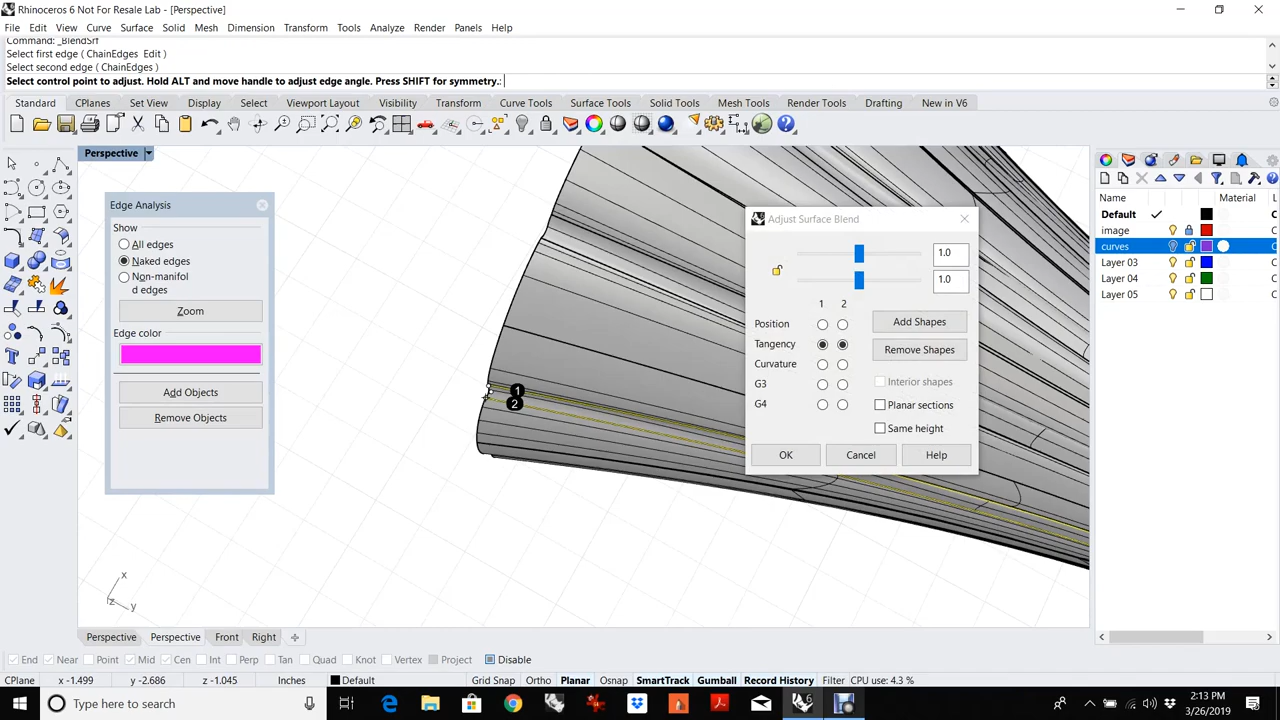 Rhinoceros 6 Not For Resale Lab - [Perspective]
File Edit View Curve Surface Solid Mesh Dimension Transform Tools Analyze Render Panels Help
Command: _BlendSrf
Select first edge ( ChainEdges Edit )
Select second edge ( ChainEdges )
Select control point to adjust. Hold ALT and move handle to adjust edge angle. Press SHIFT for symmetry.:
Standard CPlanes Set View Display Select Viewport Layout Visibility Transform Curve Tools Surface Tools Solid Tools Mesh Tools Render Tools Drafting New in V6
Perspective
Edge Analysis
Show
All edges
Naked edges
Non-manifol
d edges
Zoom
Edge color
Add Objects
Remove Objects
1
2
Adjust Surface Blend
1.0
1.0
1 2
Position
Tangency
Curvature
G3
G4
Add Shapes
Remove Shapes
Interior shapes
Planar sections
Same height
OK Cancel Help
Name Material
Default
image
curves
Layer 03
Layer 04
Layer 05
C
C
C
C
C
x
z y
Perspective Perspective Front Right
End Near Point Mid Cen Int Perp Tan Quad Knot Vertex Project Disable
CPlane x -1.499 y -2.686 z -1.045 Inches Default Grid Snap Ortho Planar Osnap SmartTrack Gumball Record History Filter CPU use: 4.3 %
Type here to search
2:13 PM
3/26/2019